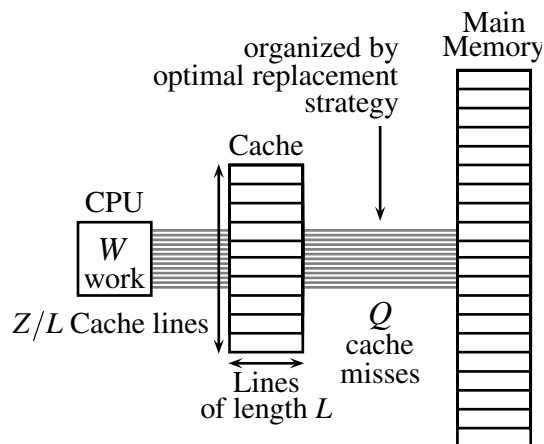 organized by
optimal replacement
strategy
Main
Memory
Cache
CPU
W
work
Z/L Cache lines
Q
cache
misses
Lines
of length L